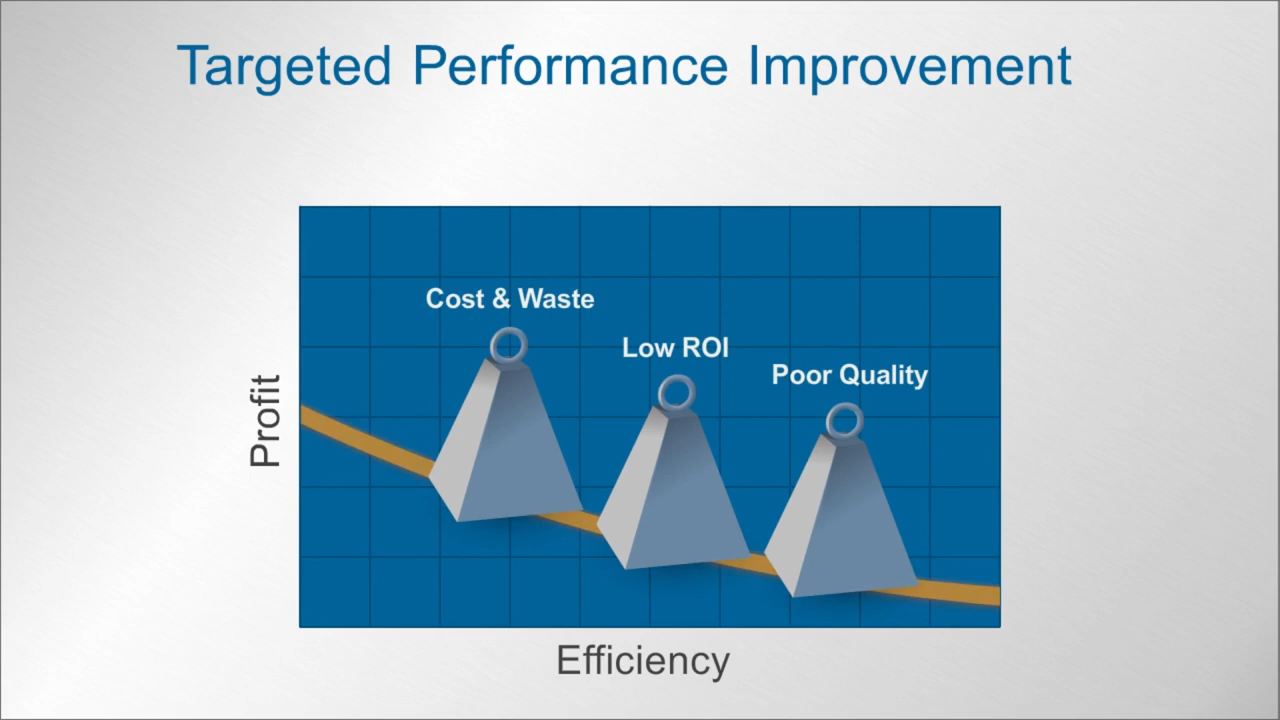 Targeted Performance Improvement
Cost & Waste
Low ROI
Poor Quality
Profit
Efficiency